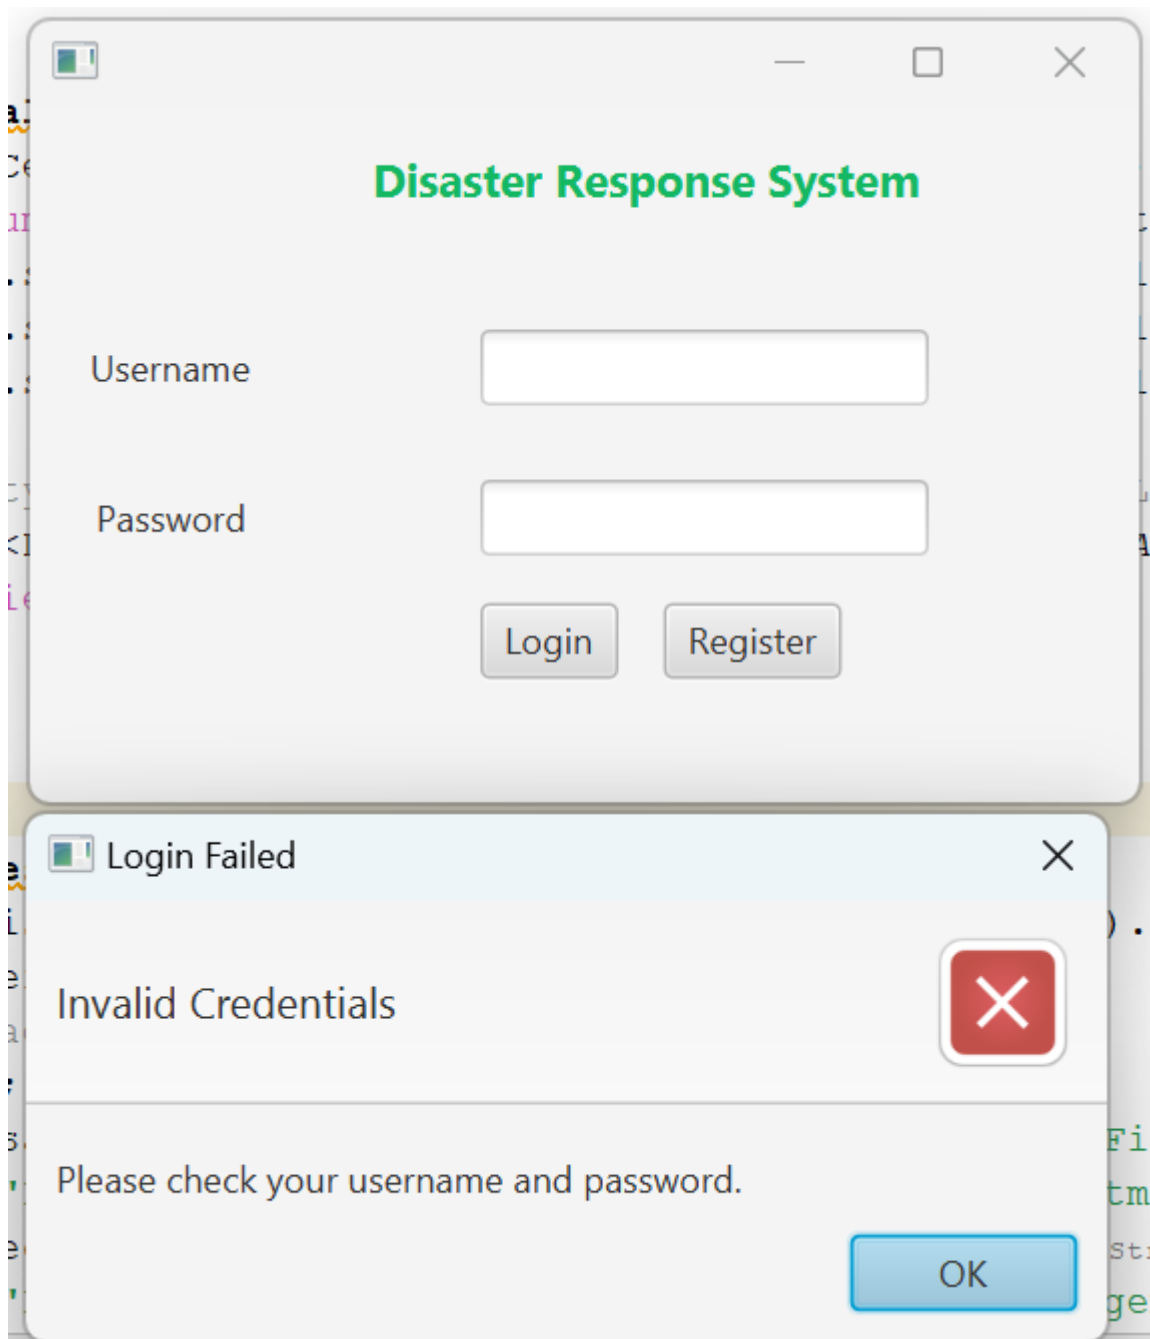 Disaster Response System
Username
Password
Login Register
Login Failed
Invalid Credentials
Please check your username and password.
OK